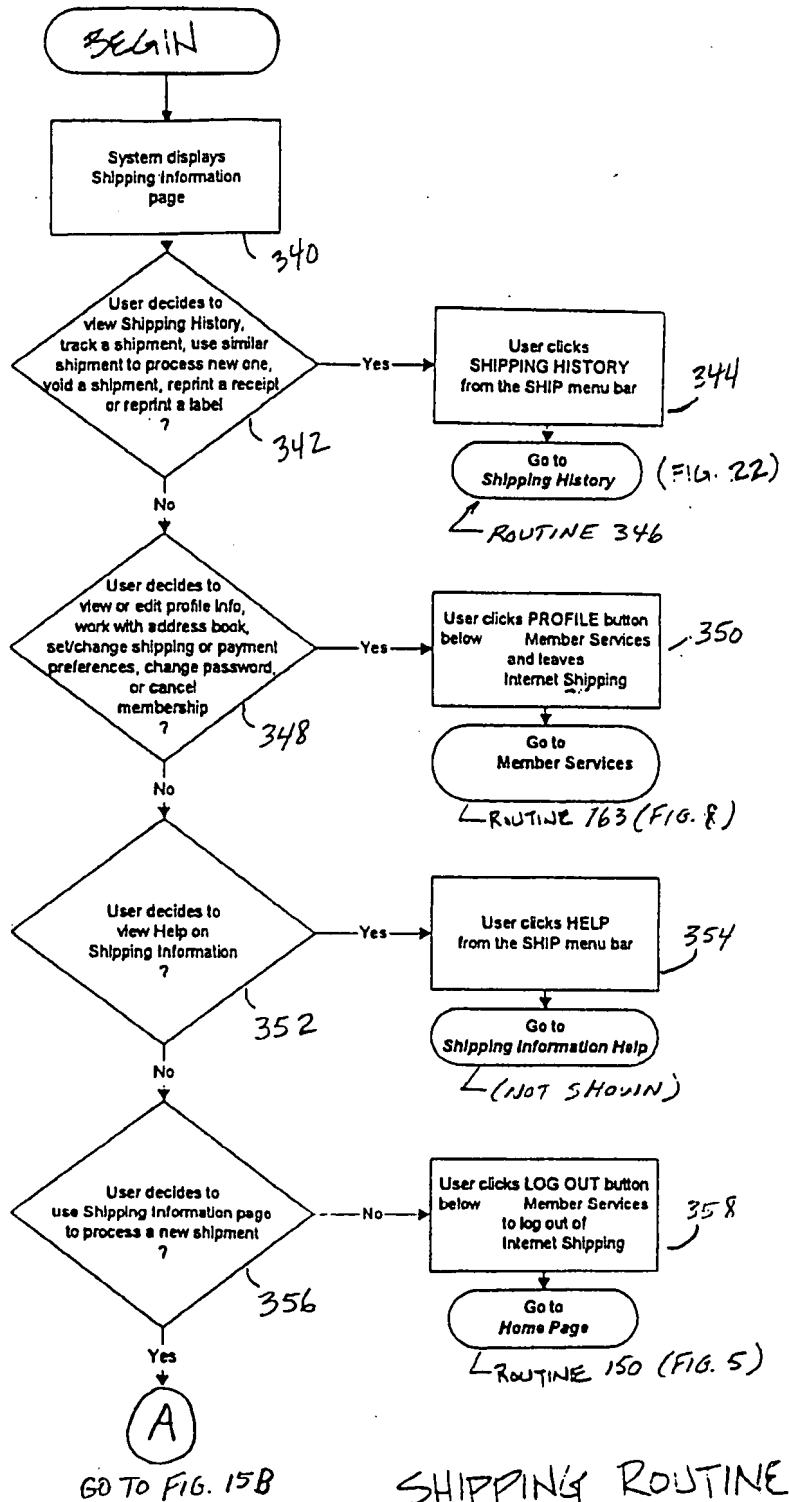 BEGIN
System displays
Shipping Information
page
340
User decides to
view Shipping History,
track a shipment, use similar
shipment to process new one,
void a shipment, reprint a receipt
or reprint a label
?
342
Yes
User clicks
SHIPPING HISTORY
from the SHIP menu bar
344
Go to
Shipping History
(FIG. 22)
ROUTINE 346
No
User decides to
view or edit profile info,
work with address book,
set/change shipping or payment
preferences, change password,
or cancel
membership
?
348
Yes
User clicks PROFILE button
below Member Services
and leaves
Internet Shipping
350
Go to
Member Services
ROUTINE 163 (FIG. 8)
No
User decides to
view Help on
Shipping Information
?
352
Yes
User clicks HELP
from the SHIP menu bar
354
Go to
Shipping Information Help
(NOT SHOWN)
No
User decides to
use Shipping Information page
to process a new shipment
?
356
No
User clicks LOG OUT button
below Member Services
to log out of
Internet Shipping
358
Go to
Home Page
ROUTINE 150 (FIG. 5)
Yes
A
GO TO FIG. 15B
SHIPPING ROUTINE